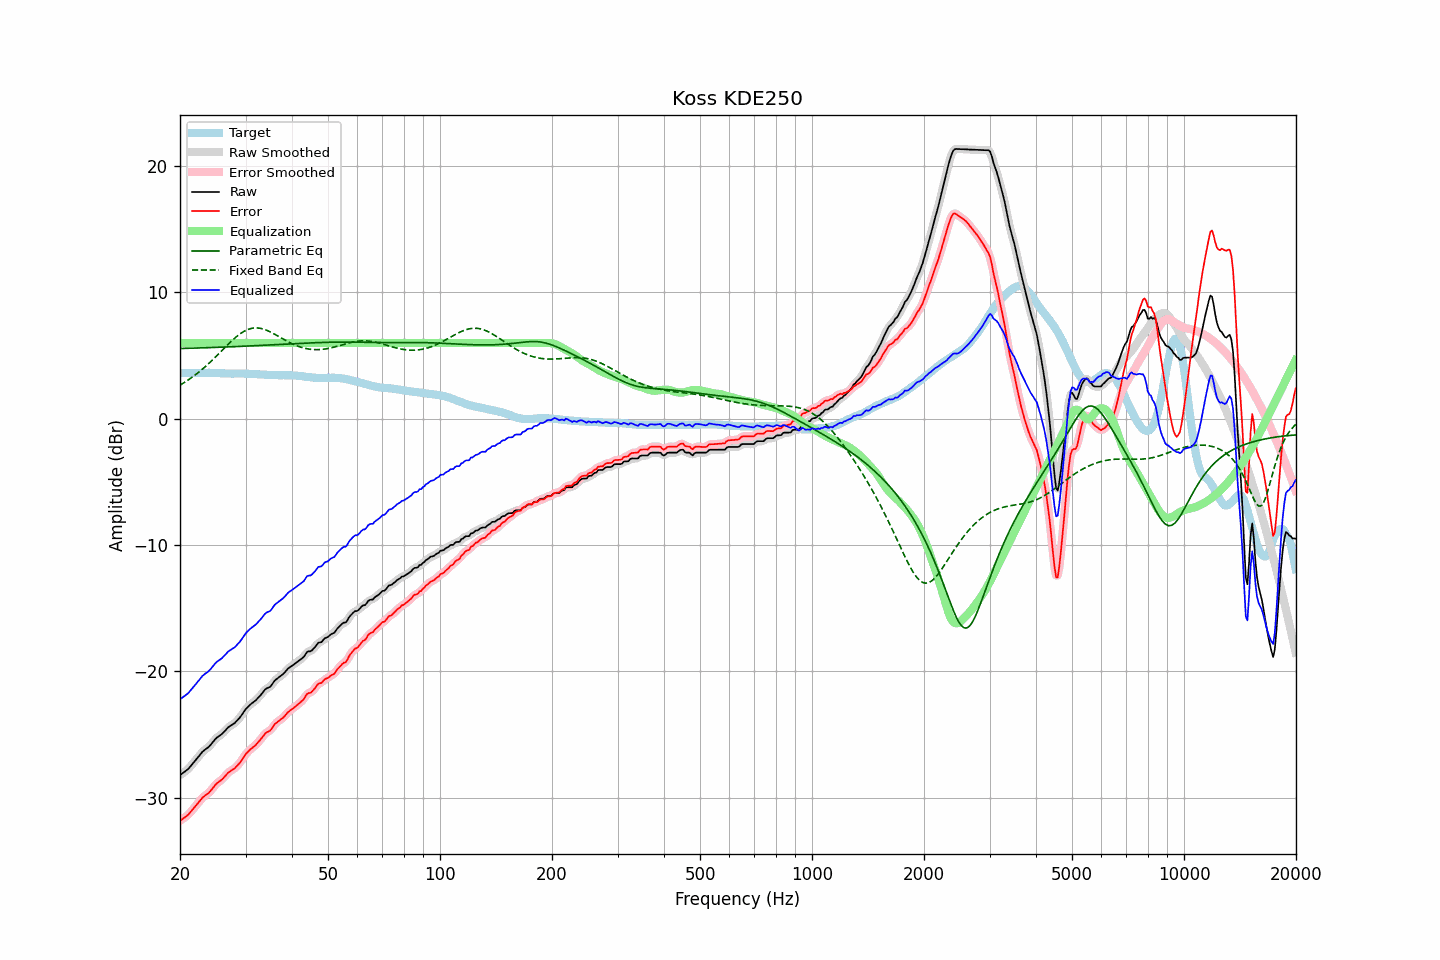 Koss KDE250
Target
Raw Smoothed
Error Smoothed
Raw
Error
Equalization
Parametric Eq
Fixed Band Eq
Equalized
20
10
0
−10
−20
−30
Amplitude (dBr)
20
50
100
200
500
1000
2000
5000
10000
20000
Frequency (Hz)